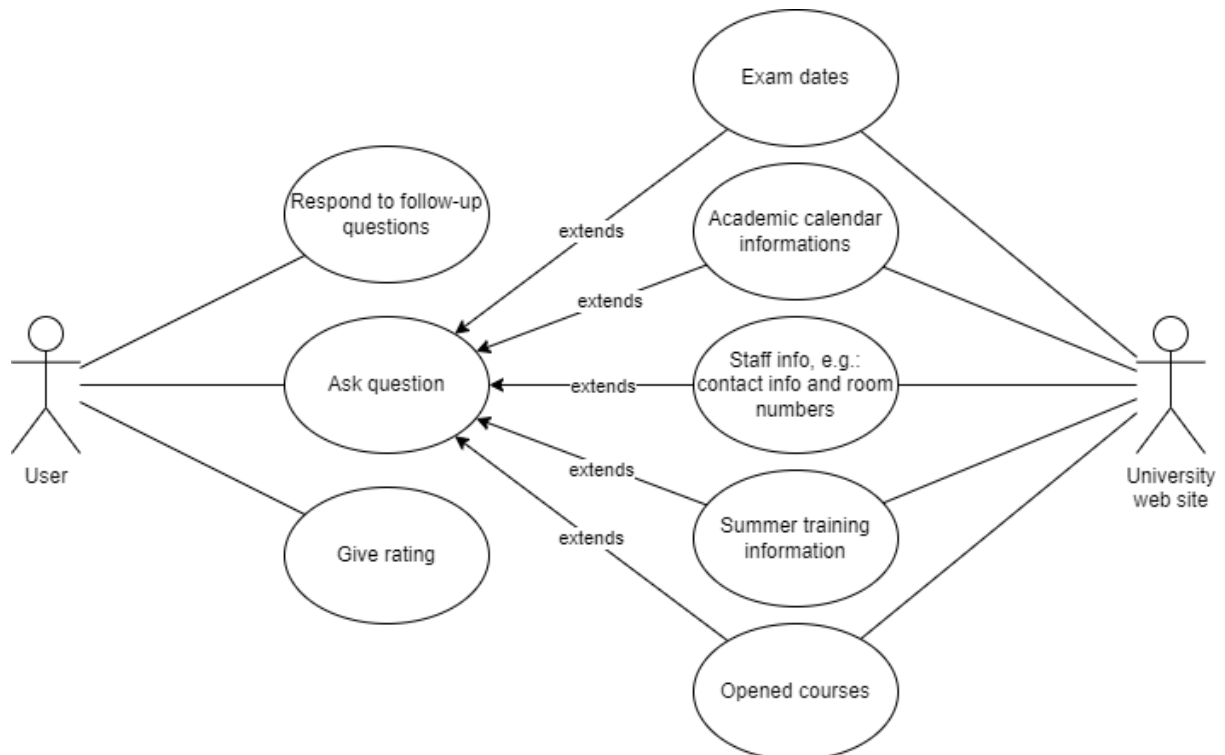 Exam dates
Respond to follow-up
questions
Academic calendar
informations
extends
extends
Ask question
extends
Staff info, e.g.:
contact info and room
numbers
User
University
web site
extends
extends
Give rating
Summer training
information
Opened courses